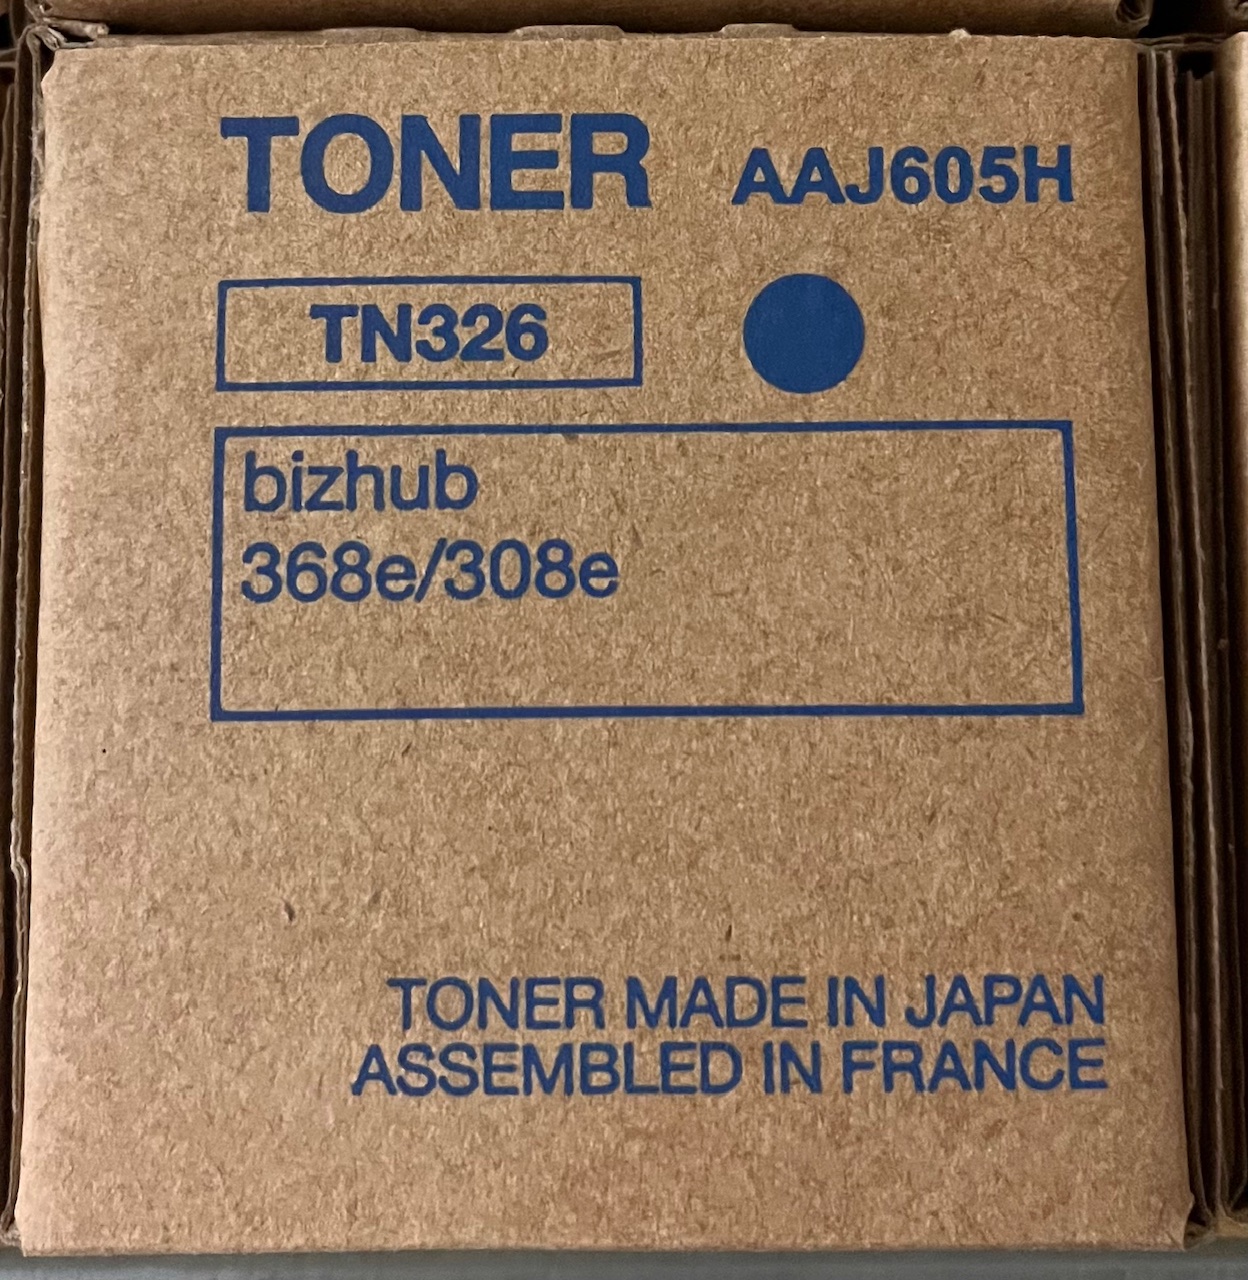 TONER AAJ605H
TN326
bizhub
368e/308e
TONER MADE IN JAPAN
ASSEMBLED IN FRANCE